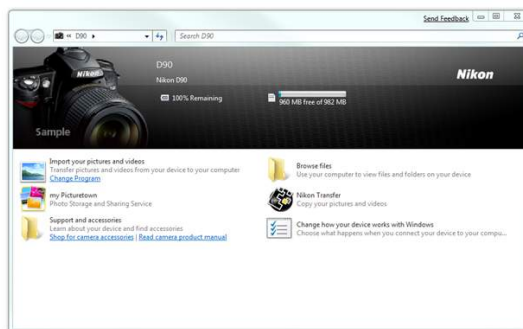 Send Feedback
D90
Search D90
D90
Nikon D90
Nikon
100% Remaining
960 MB free of 982 MB
Nikon
Sample
Import your pictures and videos
Transfer pictures and videos from your device to your computer
Change Program
Browse files
Use your computer to view files and folders on your device
my Picturetown
Photo Storage and Sharing Service
Nikon Transfer
Copy your pictures and videos
Support and accessories
Learn about your device and find accessories
Shop for camera accessories | Read camera product manual
Change how your device works with Windows
Choose what happens when you connect your device to your compu...